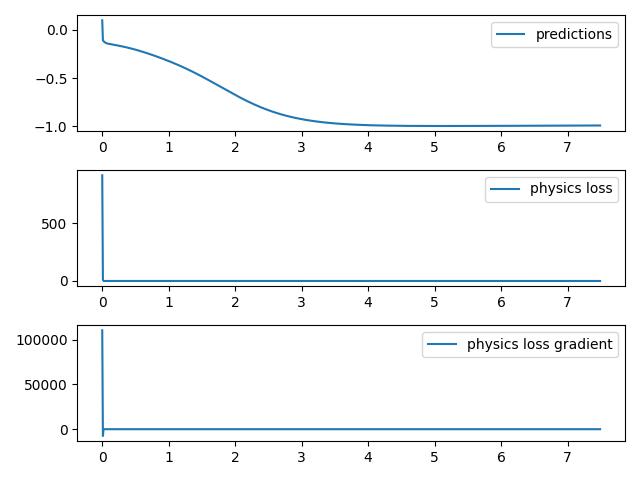 0.0
−0.5
−1.0
predictions
0 1 2 3 4 5 6 7
500
0
physics loss
0 1 2 3 4 5 6 7
100000
50000
0
physics loss gradient
0 1 2 3 4 5 6 7